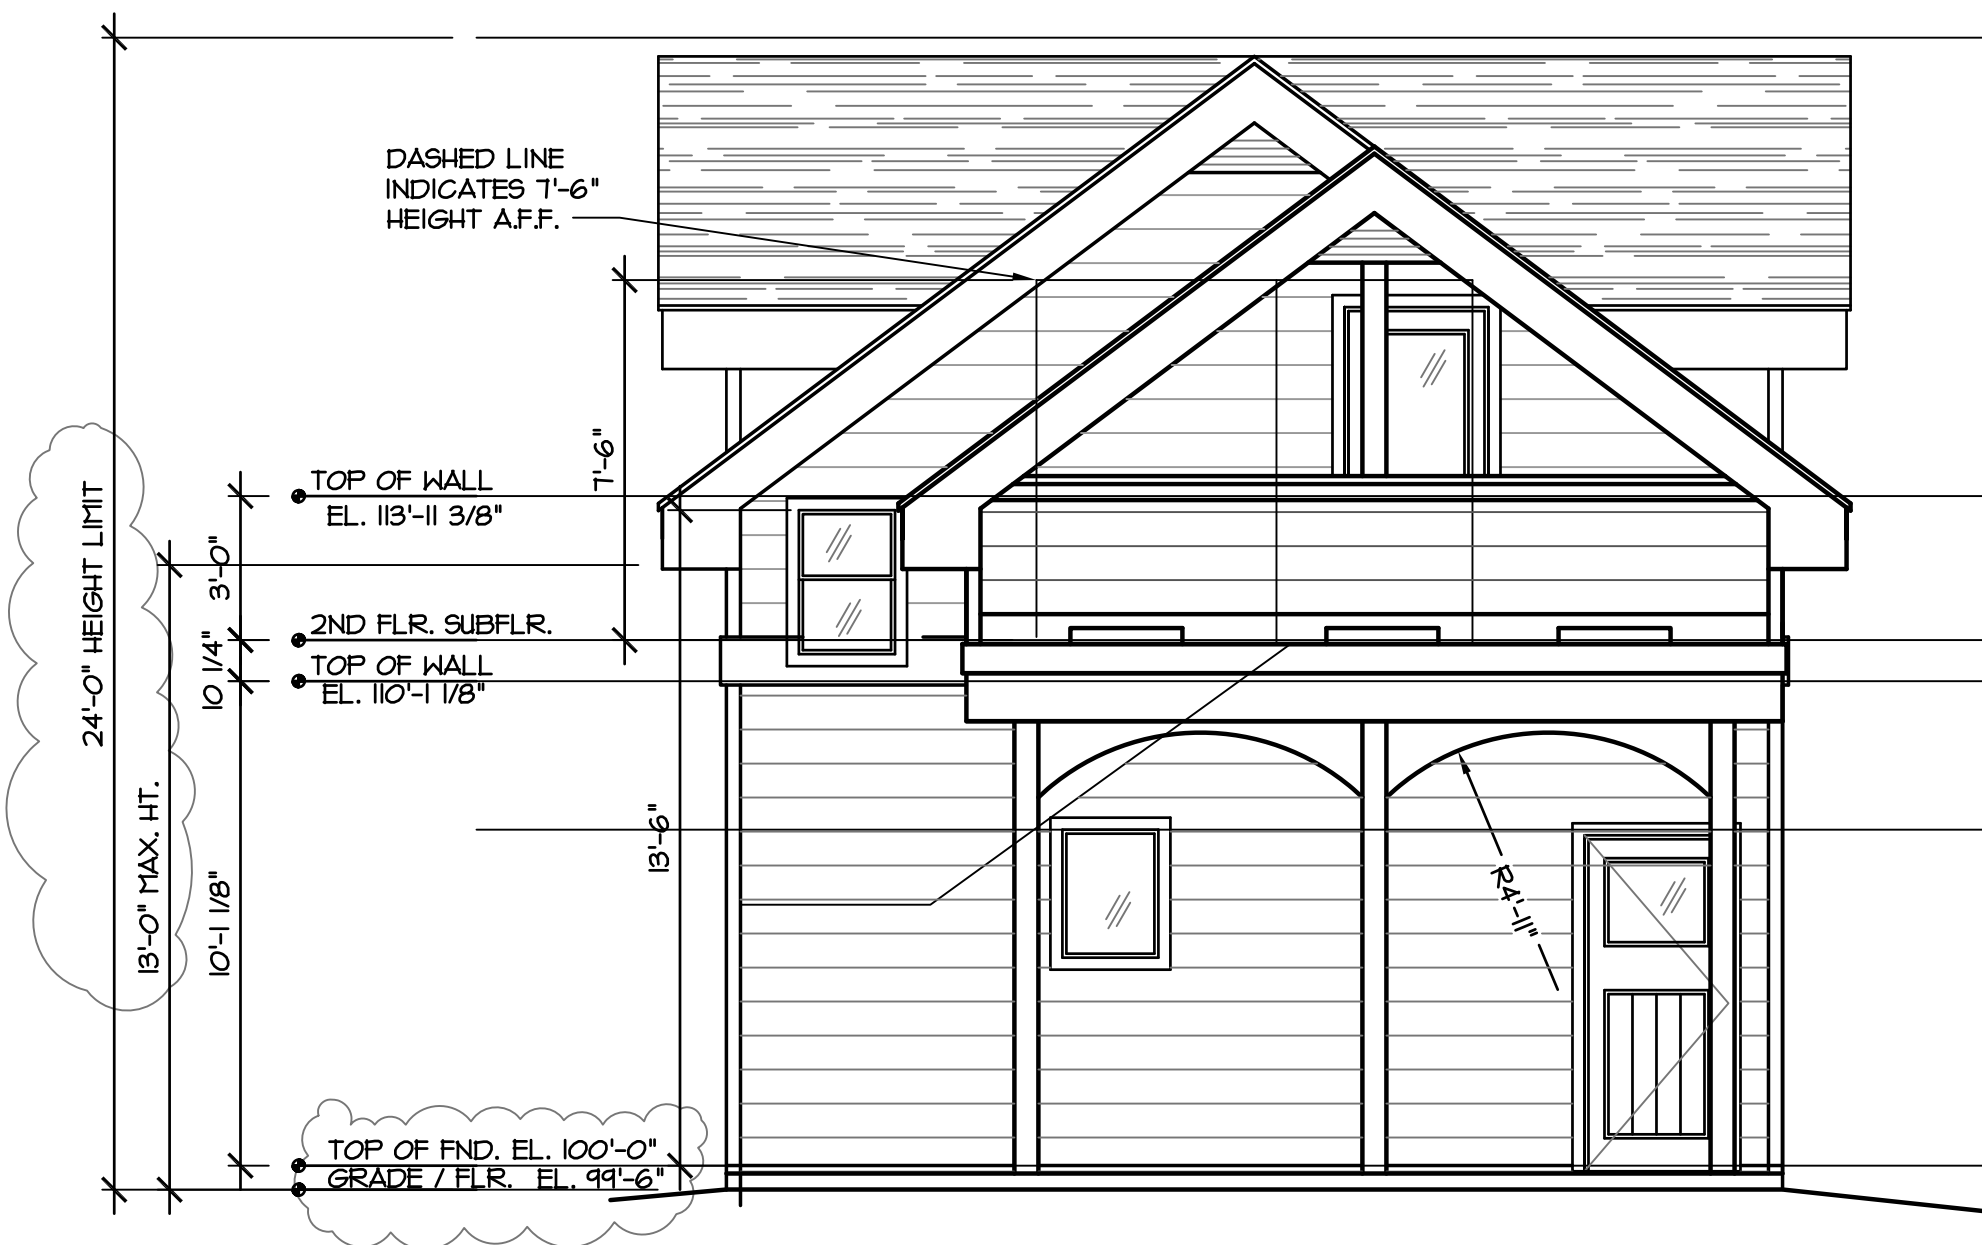 DASHED LINE
INDICATES 7'-6"
HEIGHT A.F.F.
7'-6"
TOP OF WALL
EL. 113'-11 3/8"
24'-0" HEIGHT LIMIT
3'-0"
2ND FLR. SUBFLR.
10 1/4"
TOP OF WALL
EL. 110'-1 1/8"
13'-0" MAX. HT.
10'-1 1/8"
13'-6"
R4'-11"
TOP OF FND. EL. 100'-0"
GRADE / FLR. EL. 99'-6"